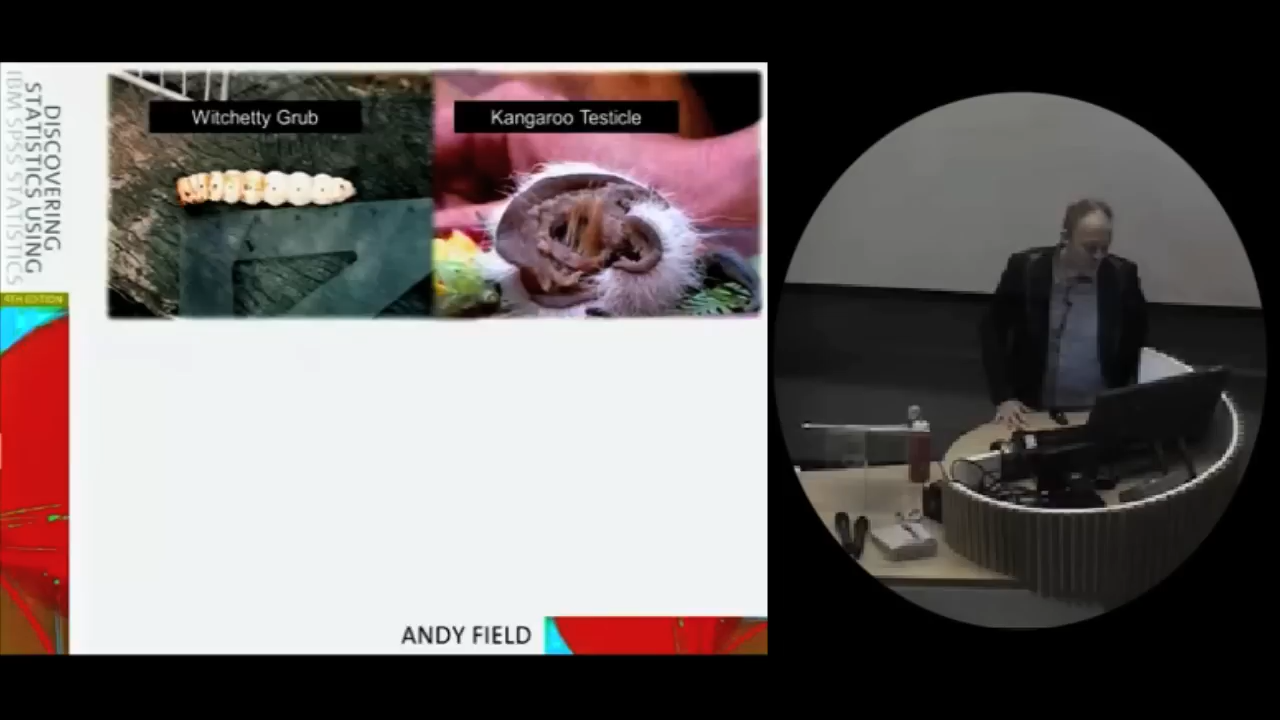 DISCOVERING
STATISTICS USING
IBM SPSS STATISTICS
4TH EDITION
Witchetty Grub
Kangaroo Testicle
ANDY FIELD